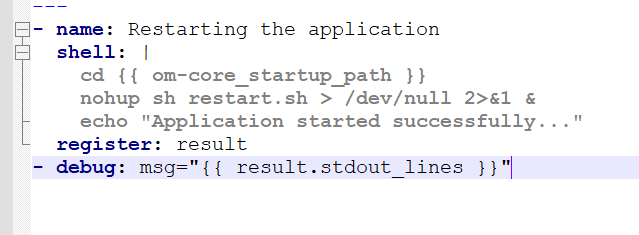 ---
- name: Restarting the application
  shell: |
    cd {{ om-core_startup_path }}
    nohup sh restart.sh > /dev/null 2>&1 &
    echo "Application started successfully..."
  register: result
- debug: msg="{{ result.stdout_lines }}"